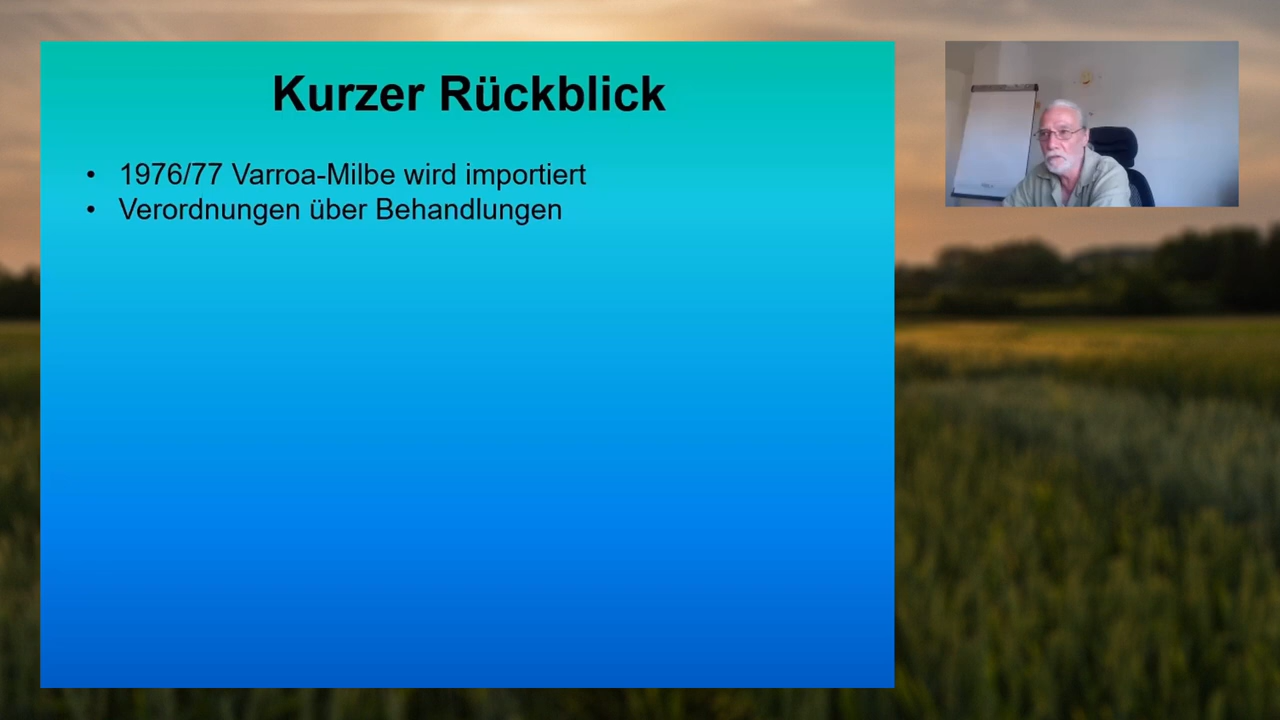 Kurzer Rückblick
• 1976/77 Varroa-Milbe wird importiert
• Verordnungen über Behandlungen